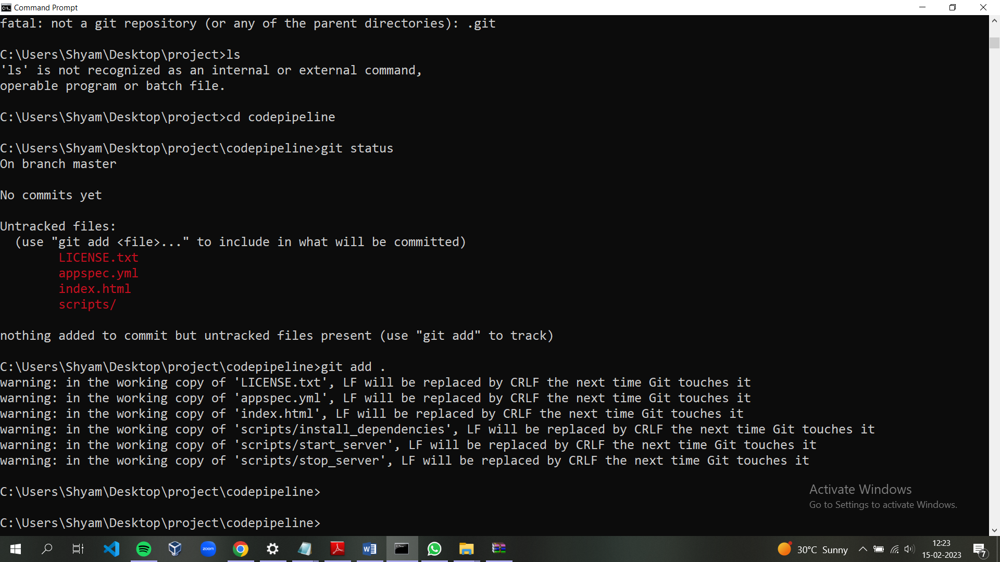 Command Prompt
fatal: not a git repository (or any of the parent directories): .git
C:\Users\Shyam\Desktop\project>ls
'ls' is not recognized as an internal or external command,
operable program or batch file.
C:\Users\Shyam\Desktop\project>cd codepipeline
C:\Users\Shyam\Desktop\project\codepipeline>git status
On branch master
No commits yet
Untracked files:
  (use "git add <file>..." to include in what will be committed)
        LICENSE.txt
        appspec.yml
        index.html
        scripts/
nothing added to commit but untracked files present (use "git add" to track)
C:\Users\Shyam\Desktop\project\codepipeline>git add .
warning: in the working copy of 'LICENSE.txt', LF will be replaced by CRLF the next time Git touches it
warning: in the working copy of 'appspec.yml', LF will be replaced by CRLF the next time Git touches it
warning: in the working copy of 'index.html', LF will be replaced by CRLF the next time Git touches it
warning: in the working copy of 'scripts/install_dependencies', LF will be replaced by CRLF the next time Git touches it
warning: in the working copy of 'scripts/start_server', LF will be replaced by CRLF the next time Git touches it
warning: in the working copy of 'scripts/stop_server', LF will be replaced by CRLF the next time Git touches it
C:\Users\Shyam\Desktop\project\codepipeline>
C:\Users\Shyam\Desktop\project\codepipeline>
Activate Windows
Go to Settings to activate Windows.
zoom
30°C Sunny
12:23
15-02-2023
7